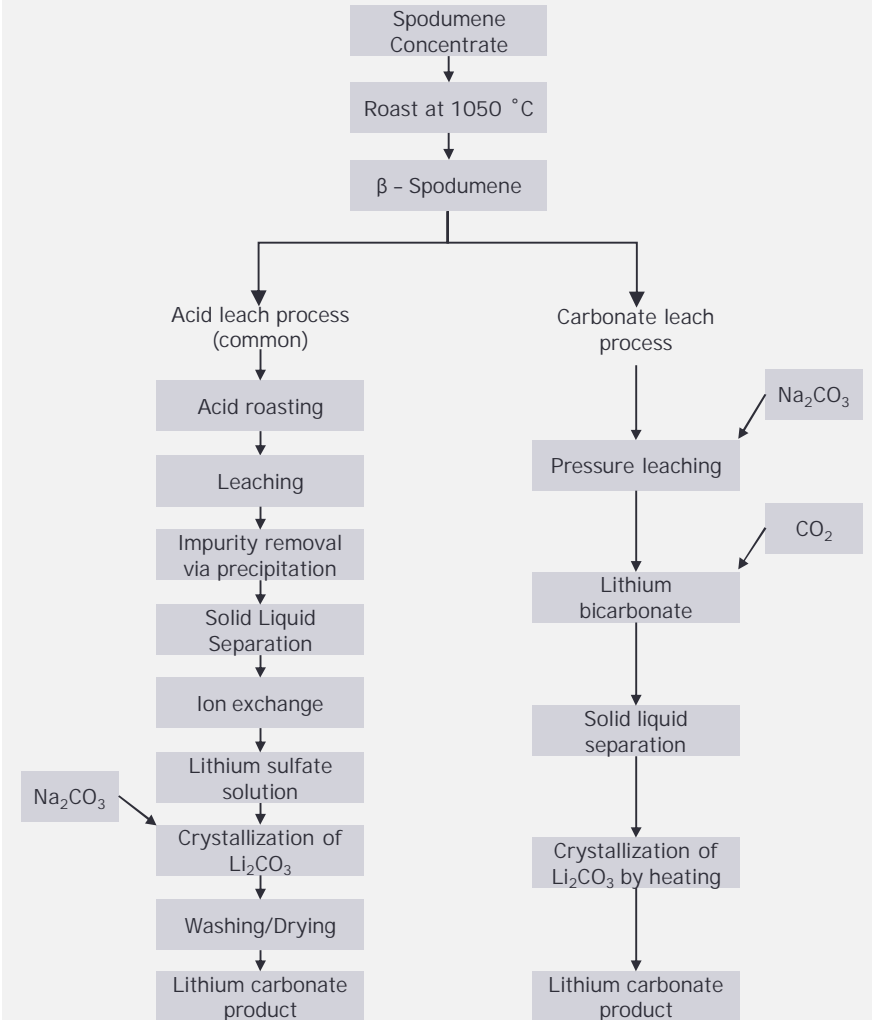 Spodumene
Concentrate
Roast at 1050 ˚C
β – Spodumene
Acid leach process
(common)
Acid roasting
Leaching
Impurity removal
via precipitation
Solid Liquid
Separation
Ion exchange
Lithium sulfate
solution
Na₂CO₃
Crystallization of
Li₂CO₃
Washing/Drying
Lithium carbonate
product
Carbonate leach
process
Na₂CO₃
Pressure leaching
CO₂
Lithium
bicarbonate
Solid liquid
separation
Crystallization of
Li₂CO₃ by heating
Lithium carbonate
product